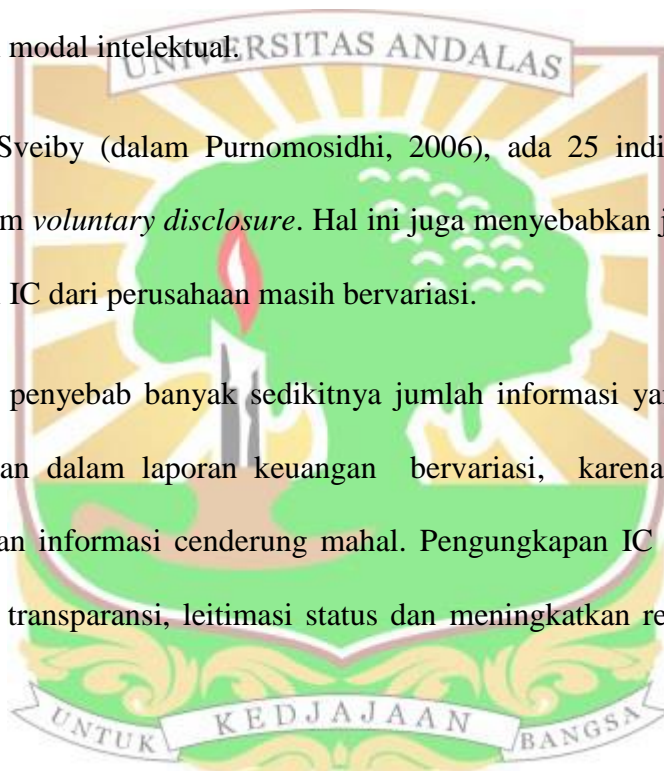 modal intelektual.
UNIVERSITAS ANDALAS
Sveiby (dalam Purnomosidhi, 2006), ada 25 indi
m voluntary disclosure. Hal ini juga menyebabkan j
IC dari perusahaan masih bervariasi.
penyebab banyak sedikitnya jumlah informasi ya
an dalam laporan keuangan bervariasi, karena
an informasi cenderung mahal. Pengungkapan IC
transparansi, leitimasi status dan meningkatkan re
UNTUK KEDJAJAAN BANGSA